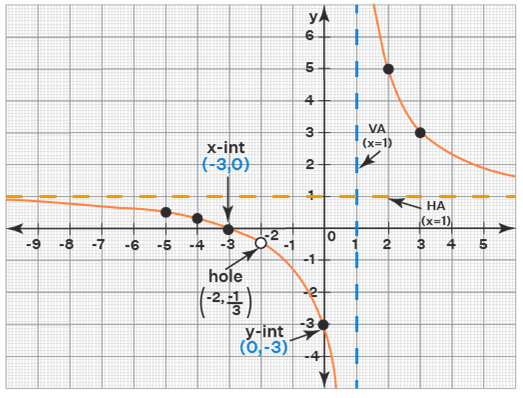 y
6
5
4
3
2
1
VA
(x=1)
x-int
(-3,0)
HA
(x=1)
-9 -8 -7 -6 -5 -4 -3 -2 -1 0 1 2 3 4 5
hole
(-2, -1/3)
-1
-2
-3
-4
y-int
(0,-3)